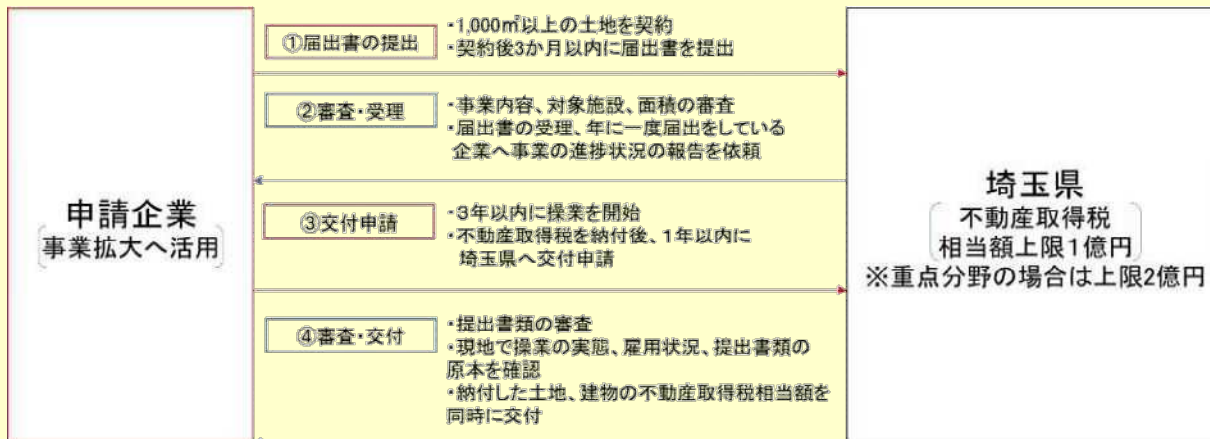 申請企業
事業拡大へ活用
①届出書の提出
・1,000㎡以上の土地を契約
・契約後3か月以内に届出書を提出
②審査・受理
・事業内容、対象施設、面積の審査
・届出書の受理、年に一度届出をしている
企業へ事業の進捗状況の報告を依頼
③交付申請
・3年以内に操業を開始
・不動産取得税を納付後、1年以内に
埼玉県へ交付申請
④審査・交付
・提出書類の審査
・現地で操業の実態、雇用状況、提出書類の
原本を確認
・納付した土地、建物の不動産取得税相当額を
同時に交付
埼玉県
不動産取得税
相当額上限1億円
※重点分野の場合は上限2億円